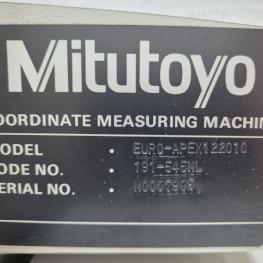 Mitutoyo
OORDINATE MEASURING MACHIN
ODEL : EURO-APEX122010
ODE NO. : 191-545NL
ERIAL NO. :